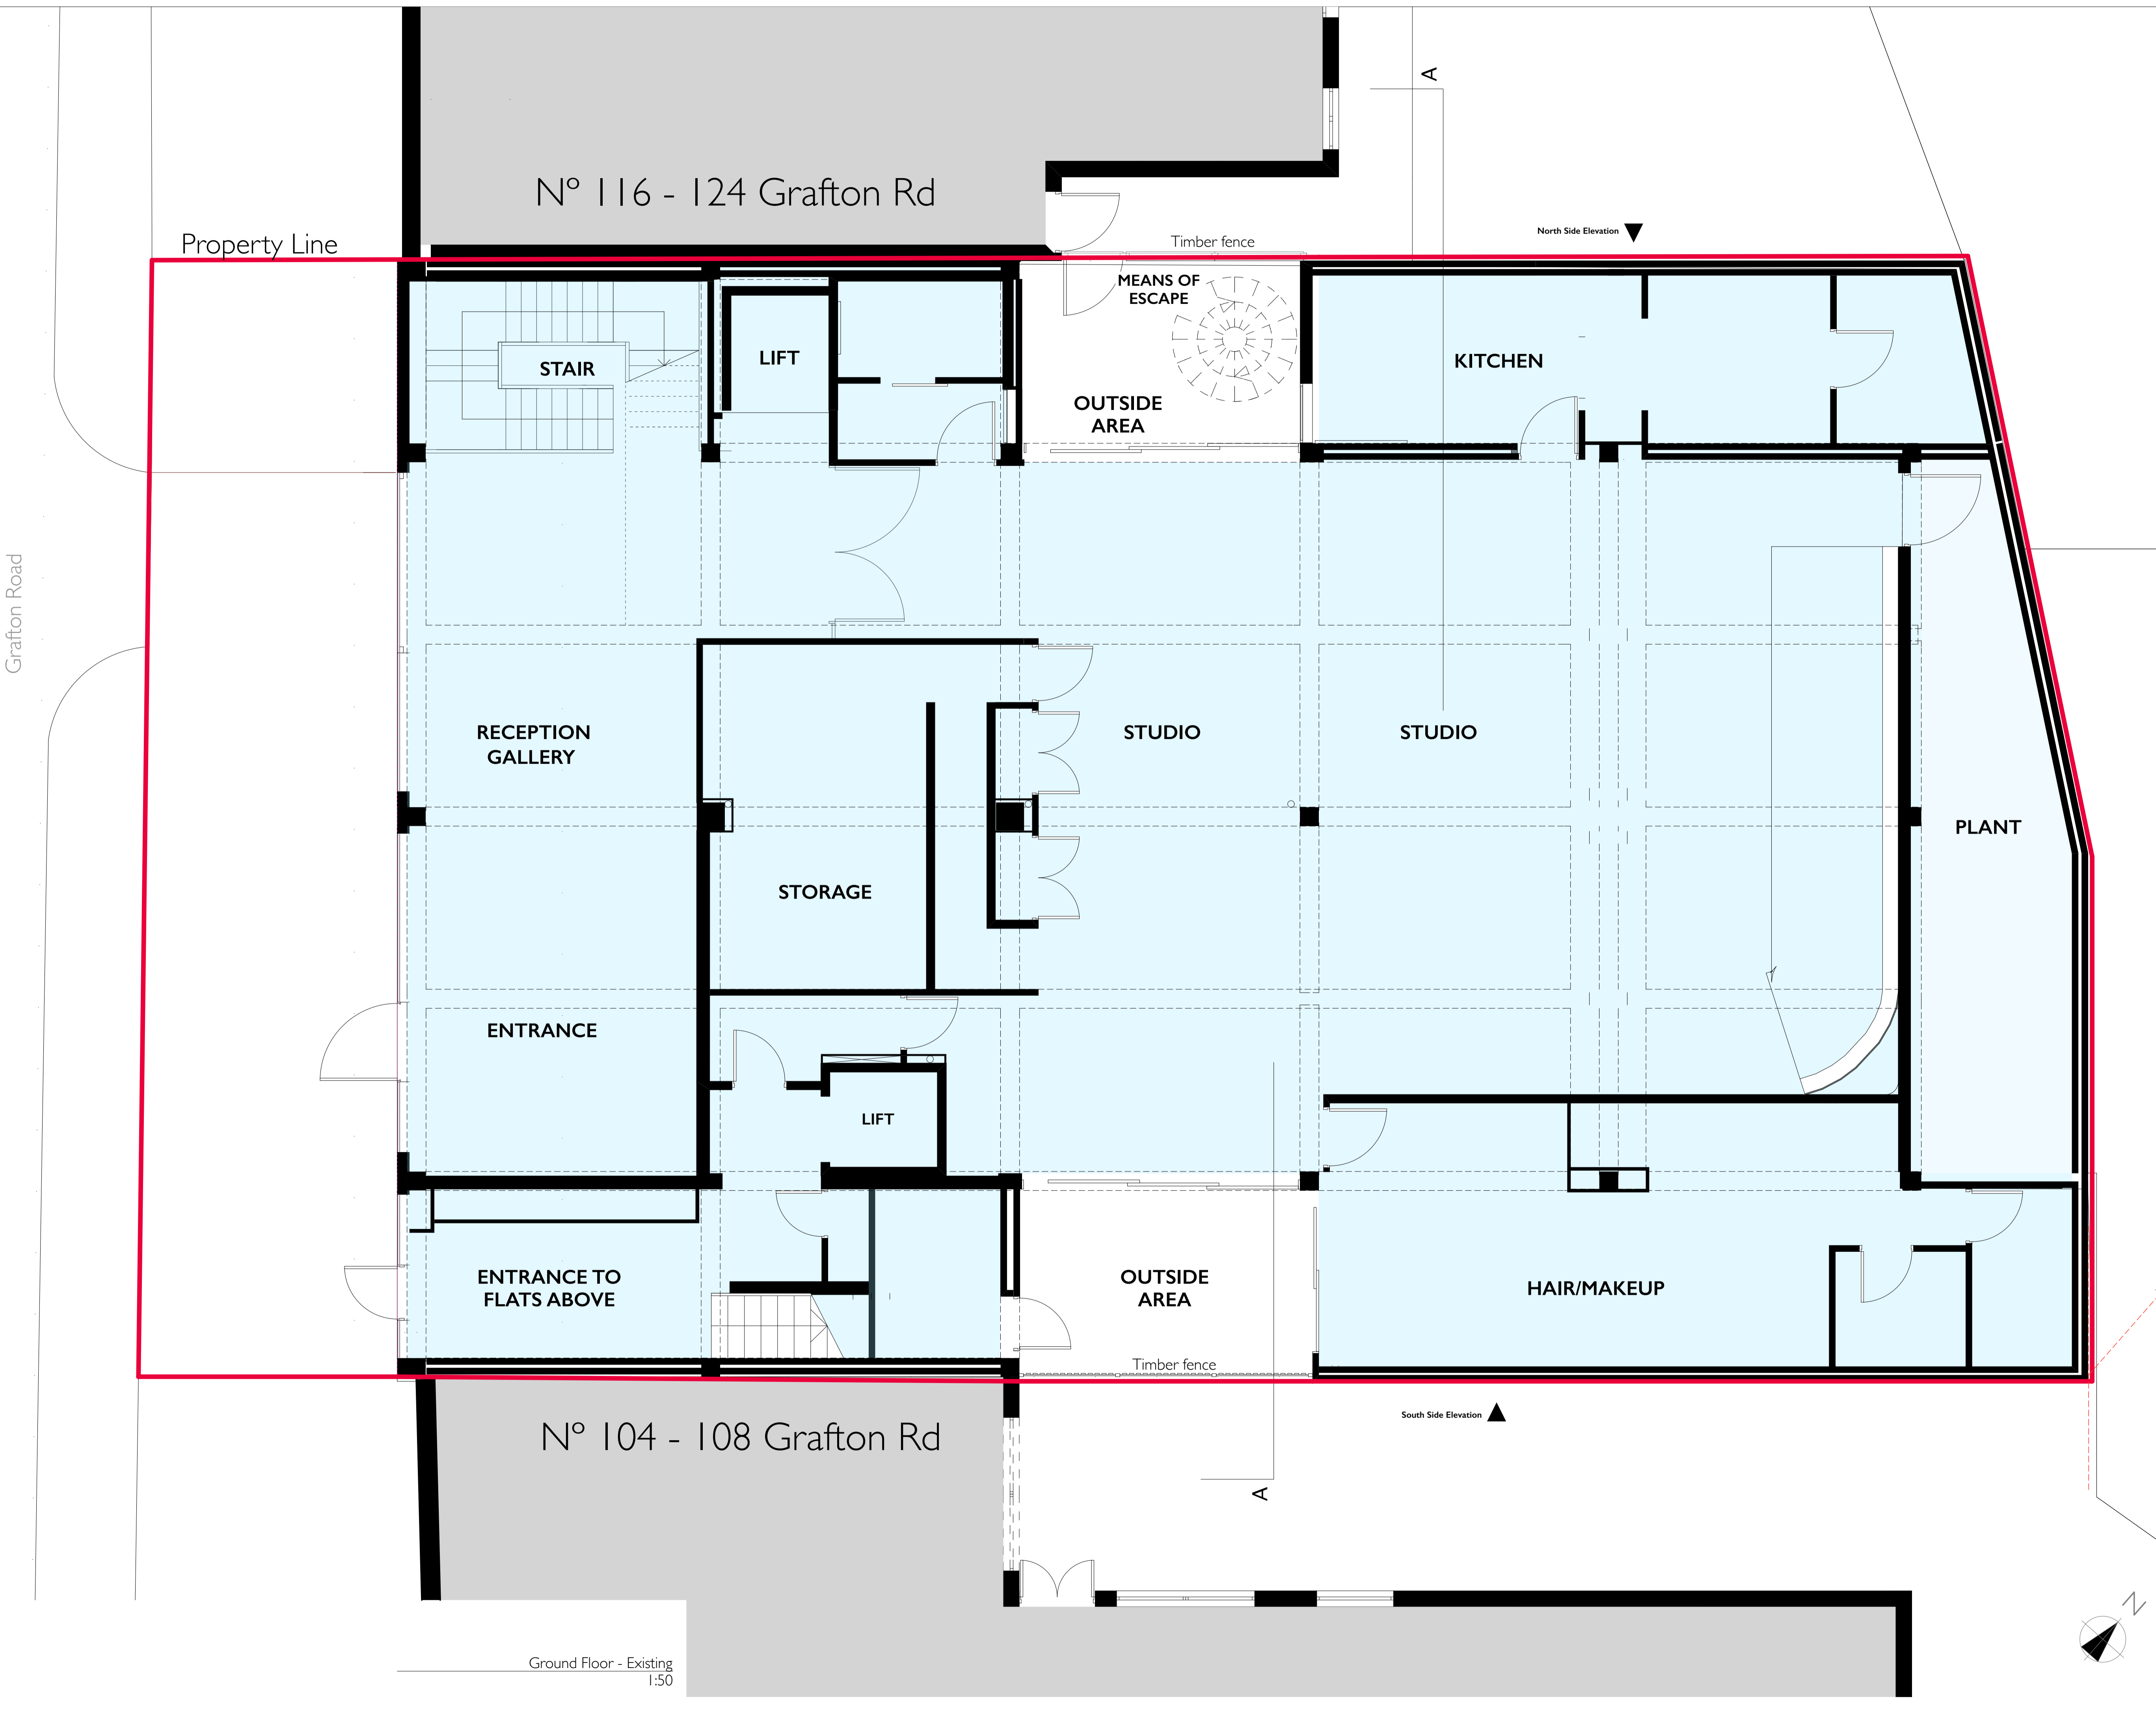 A
Nº 116 - 124 Grafton Rd
North Side Elevation
Property Line
Timber fence
MEANS OF
ESCAPE
STAIR
LIFT
KITCHEN
OUTSIDE
AREA
Grafton Road
RECEPTION
GALLERY
STUDIO
STUDIO
PLANT
STORAGE
ENTRANCE
LIFT
ENTRANCE TO
FLATS ABOVE
OUTSIDE
AREA
HAIR/MAKEUP
Timber fence
South Side Elevation
Nº 104 - 108 Grafton Rd
A
N
Ground Floor - Existing
1:50